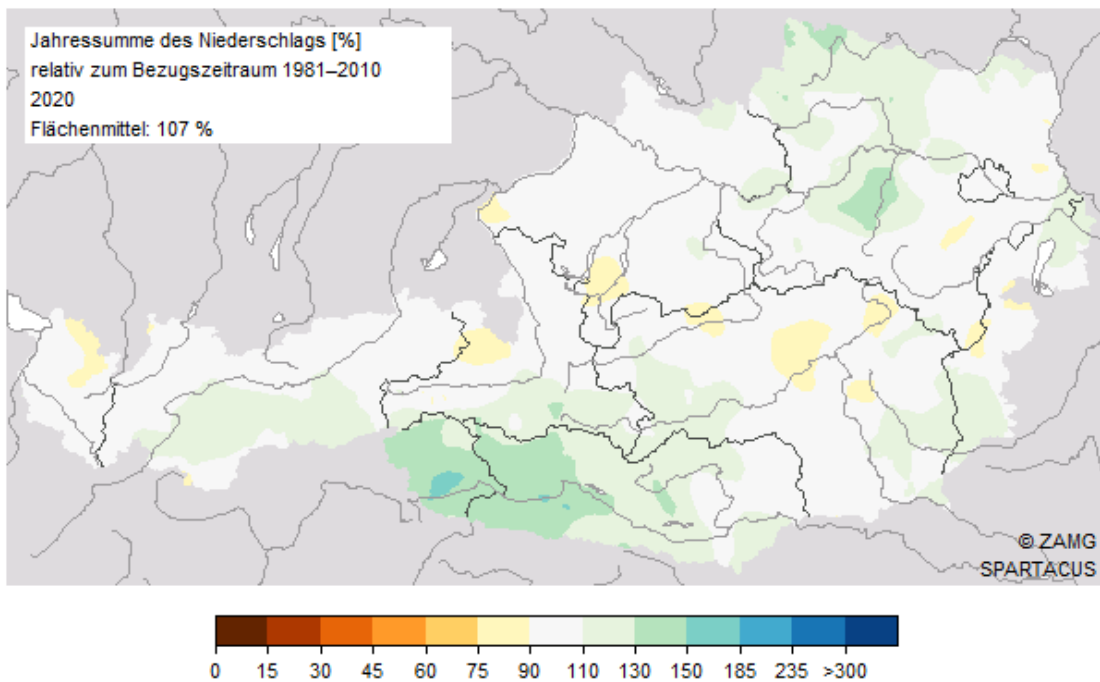 Jahressumme des Niederschlags [%]
relativ zum Bezugszeitraum 1981–2010
2020
Flächenmittel: 107 %
© ZAMG
SPARTACUS
0 15 30 45 60 75 90 110 130 150 185 235 >300